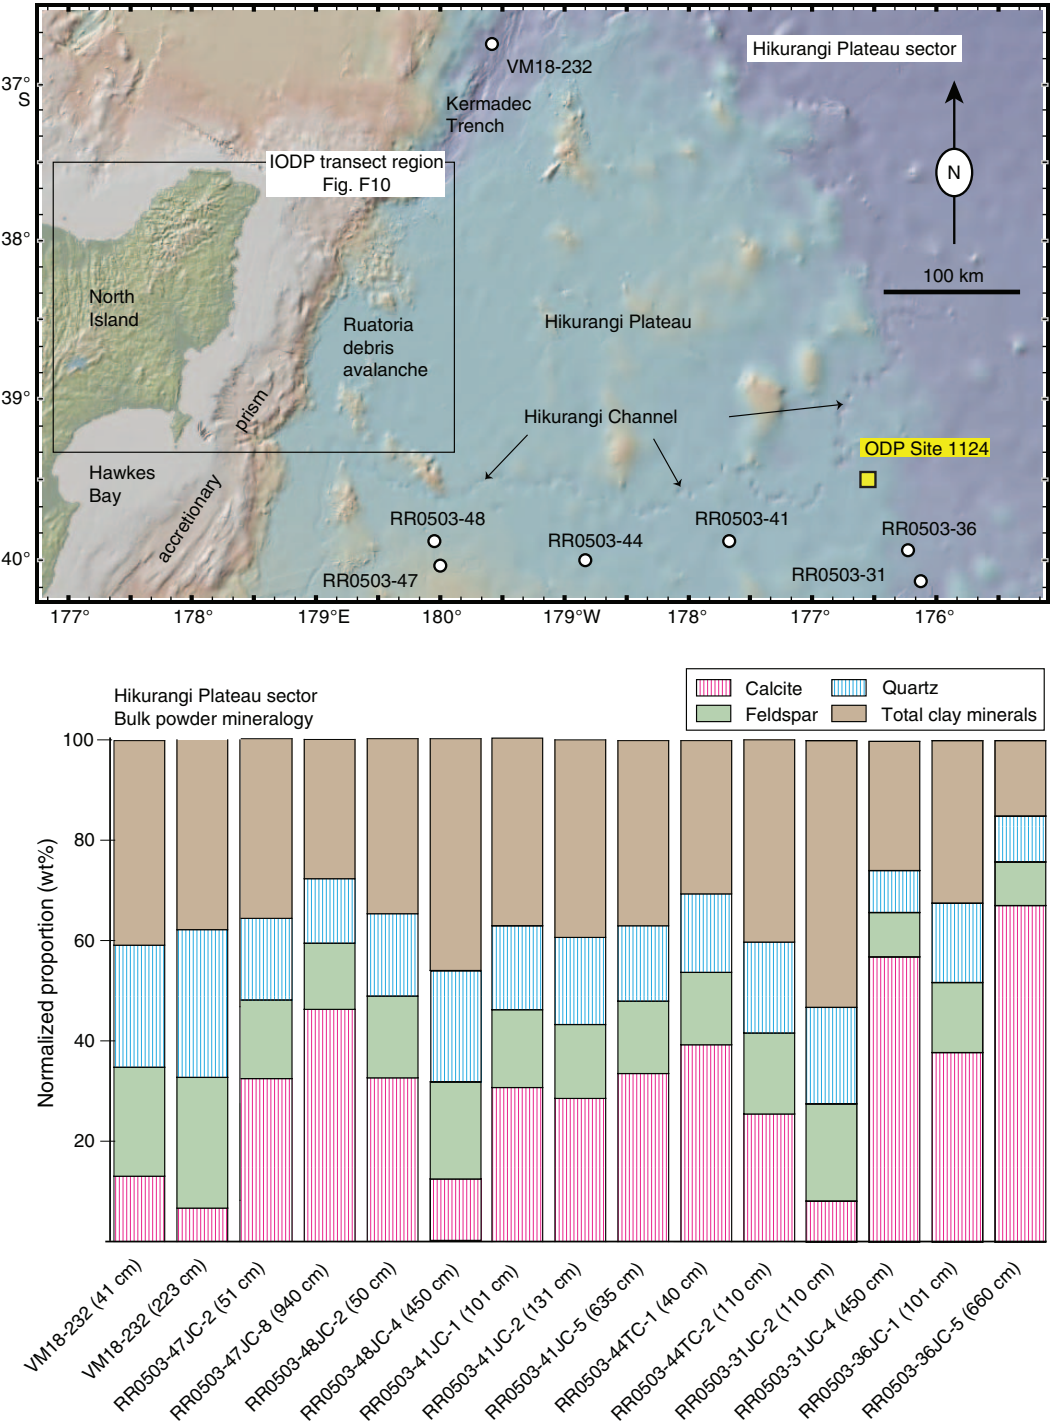 Hikurangi Plateau sector
VM18-232
37°
S
Kermadec
Trench
IODP transect region
Fig. F10
N
38°
100 km
North
Island
Ruatoria
debris
avalanche
Hikurangi Plateau
39°
prism
Hikurangi Channel
ODP Site 1124
Hawkes
Bay
accretionary
RR0503-48
RR0503-41
RR0503-36
RR0503-44
40°
RR0503-47
RR0503-31
177°
178°
179°E
180°
179°W
178°
177°
176°
Hikurangi Plateau sector
Bulk powder mineralogy
Calcite
Quartz
Feldspar
Total clay minerals
Normalized proportion (wt%)
100
80
60
40
20
VM18-232 (41 cm)
VM18-232 (223 cm)
RR0503-47JC-2 (51 cm)
RR0503-47JC-8 (940 cm)
RR0503-48JC-2 (50 cm)
RR0503-48JC-4 (450 cm)
RR0503-41JC-1 (101 cm)
RR0503-41JC-2 (131 cm)
RR0503-41JC-5 (635 cm)
RR0503-44TC-1 (40 cm)
RR0503-44TC-2 (110 cm)
RR0503-31JC-2 (110 cm)
RR0503-31JC-4 (450 cm)
RR0503-36JC-1 (101 cm)
RR0503-36JC-5 (660 cm)